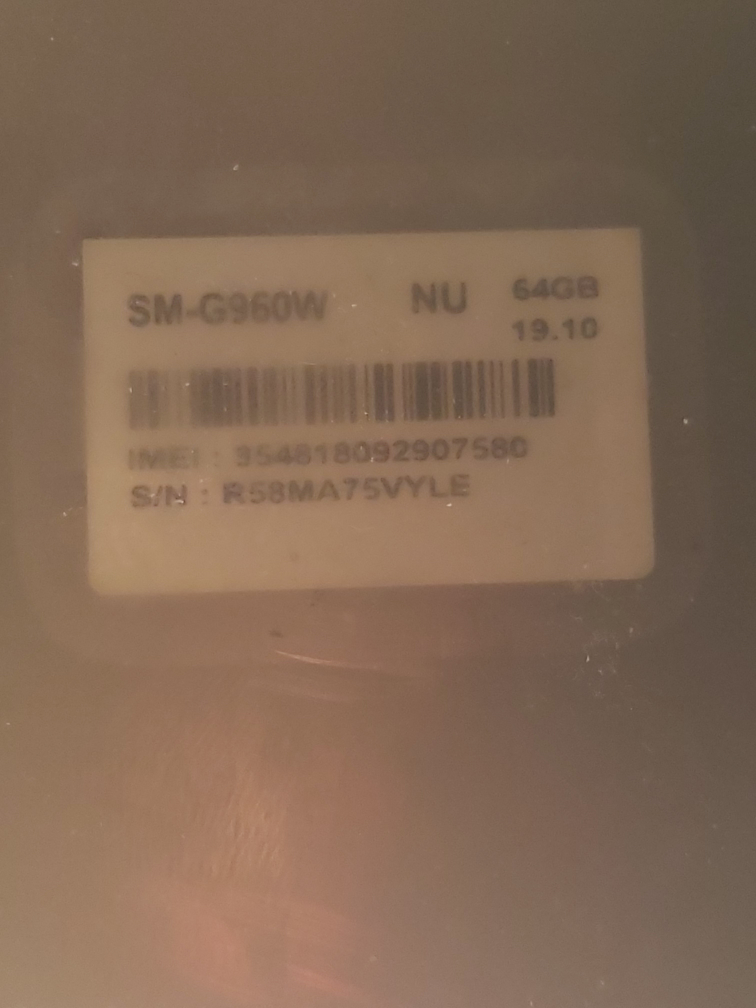 SM-G960W NU 64GB
19.10
IMEI : 354818092907580
S/N : R58MA75VYLE